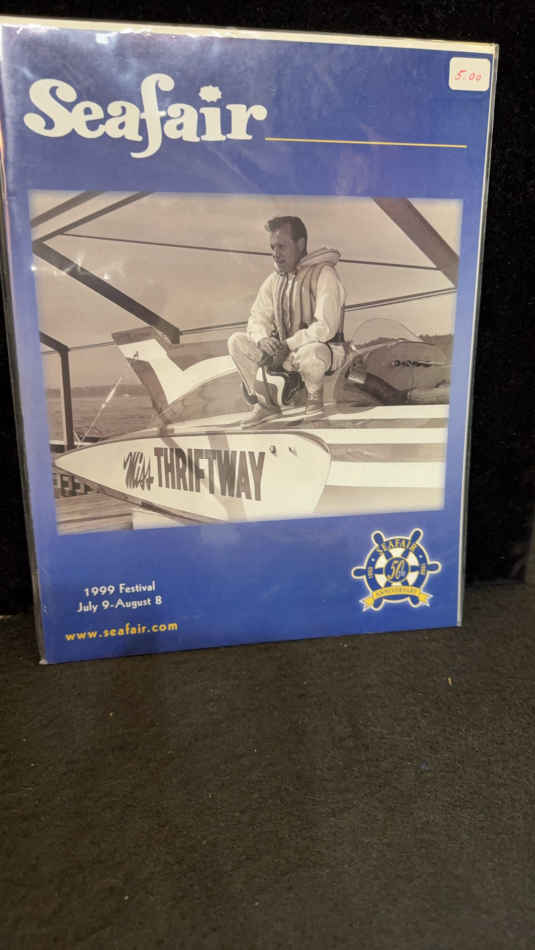 5.00
Seafair
Miss THRIFTWAY
1999 Festival
July 9-August 8
www.seafair.com
SEAFAIR
50th
ANNIVERSARY